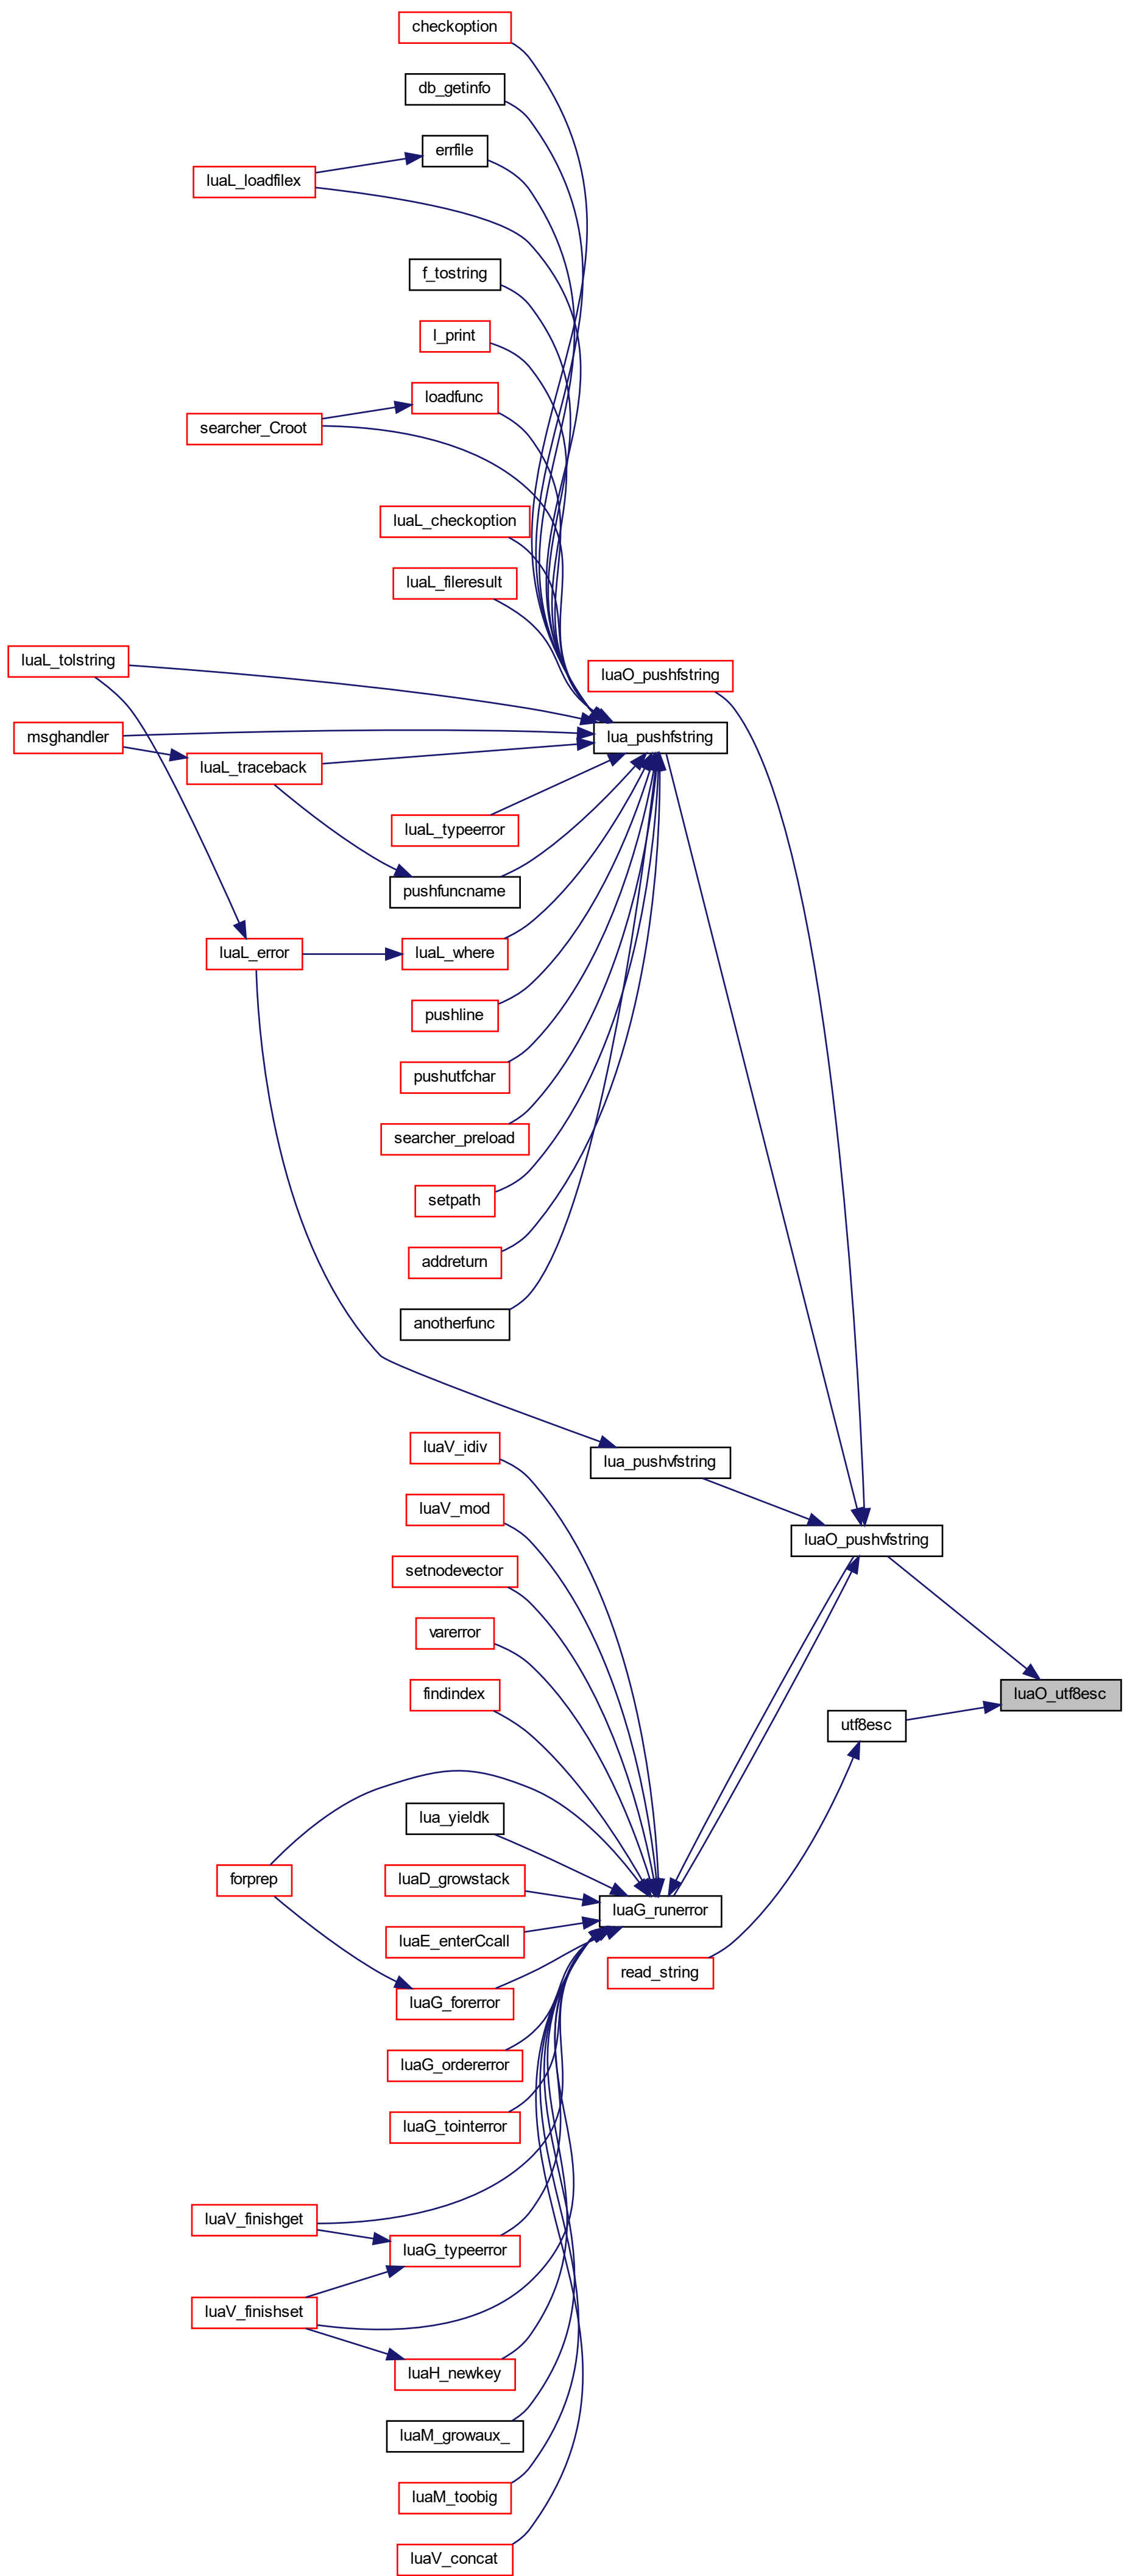 checkoption
db_getinfo
errfile
luaL_loadfilex
f_tostring
l_print
loadfunc
searcher_Croot
luaL_checkoption
luaL_fileresult
luaL_tolstring
luaO_pushfstring
msghandler
lua_pushfstring
luaL_traceback
luaL_typeerror
pushfuncname
luaL_error
luaL_where
pushline
pushutfchar
searcher_preload
setpath
addreturn
anotherfunc
luaV_idiv
lua_pushvfstring
luaV_mod
luaO_pushvfstring
setnodevector
varerror
findindex
luaO_utf8esc
utf8esc
lua_yieldk
forprep
luaD_growstack
luaG_runerror
luaE_enterCcall
read_string
luaG_forerror
luaG_ordererror
luaG_tointerror
luaV_finishget
luaG_typeerror
luaV_finishset
luaH_newkey
luaM_growaux_
luaM_toobig
luaV_concat